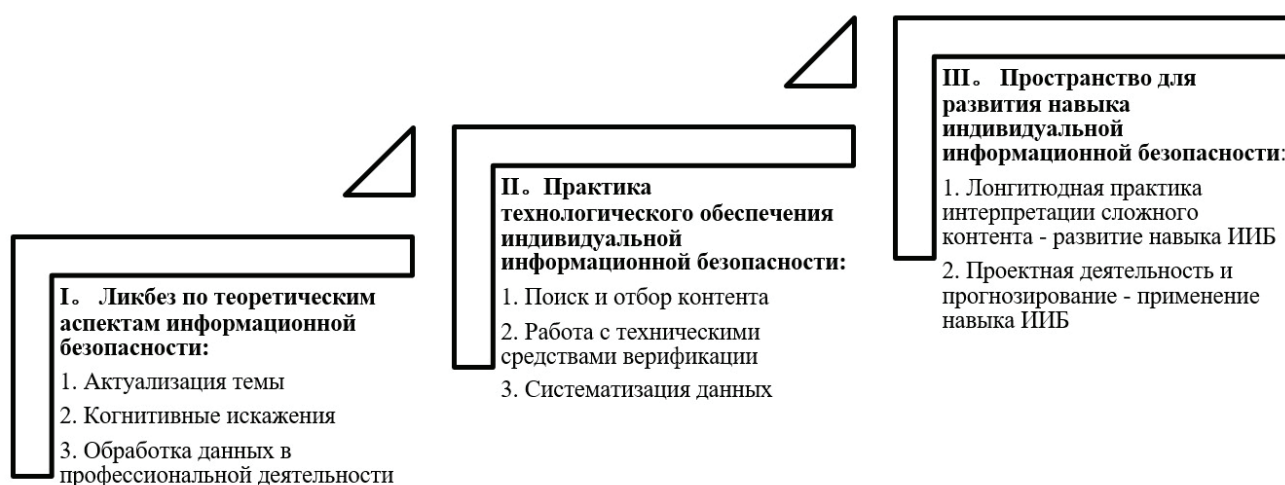 I。 Ликбез по теоретическим
аспектам информационной
безопасности:
1. Актуализация темы
2. Когнитивные искажения
3. Обработка данных в
профессиональной деятельности
II。 Практика
технологического обеспечения
индивидуальной
информационной безопасности:
1. Поиск и отбор контента
2. Работа с техническими
средствами верификации
3. Систематизация данных
III。 Пространство для
развития навыка
индивидуальной
информационной безопасности:
1. Лонгитюдная практика
интерпретации сложного
контента - развитие навыка ИИБ
2. Проектная деятельность и
прогнозирование - применение
навыка ИИБ